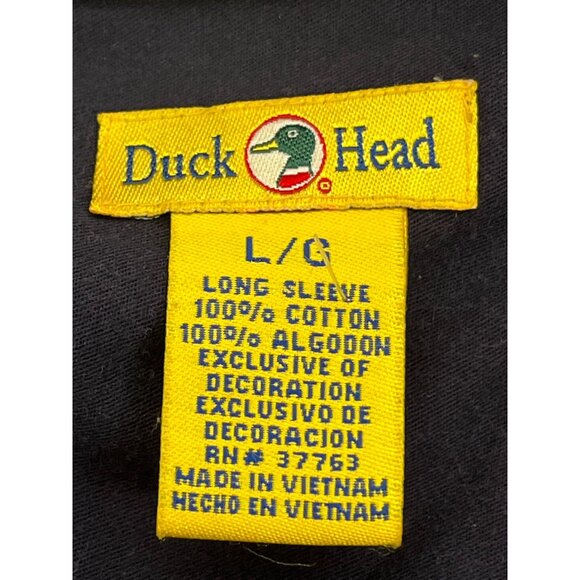 Duck Head
L/G
LONG SLEEVE
100% COTTON
100% ALGODON
EXCLUSIVE OF
DECORATION
EXCLUSIVO DE
DECORACION
RN# 37763
MADE IN VIETNAM
HECHO EN VIETNAM